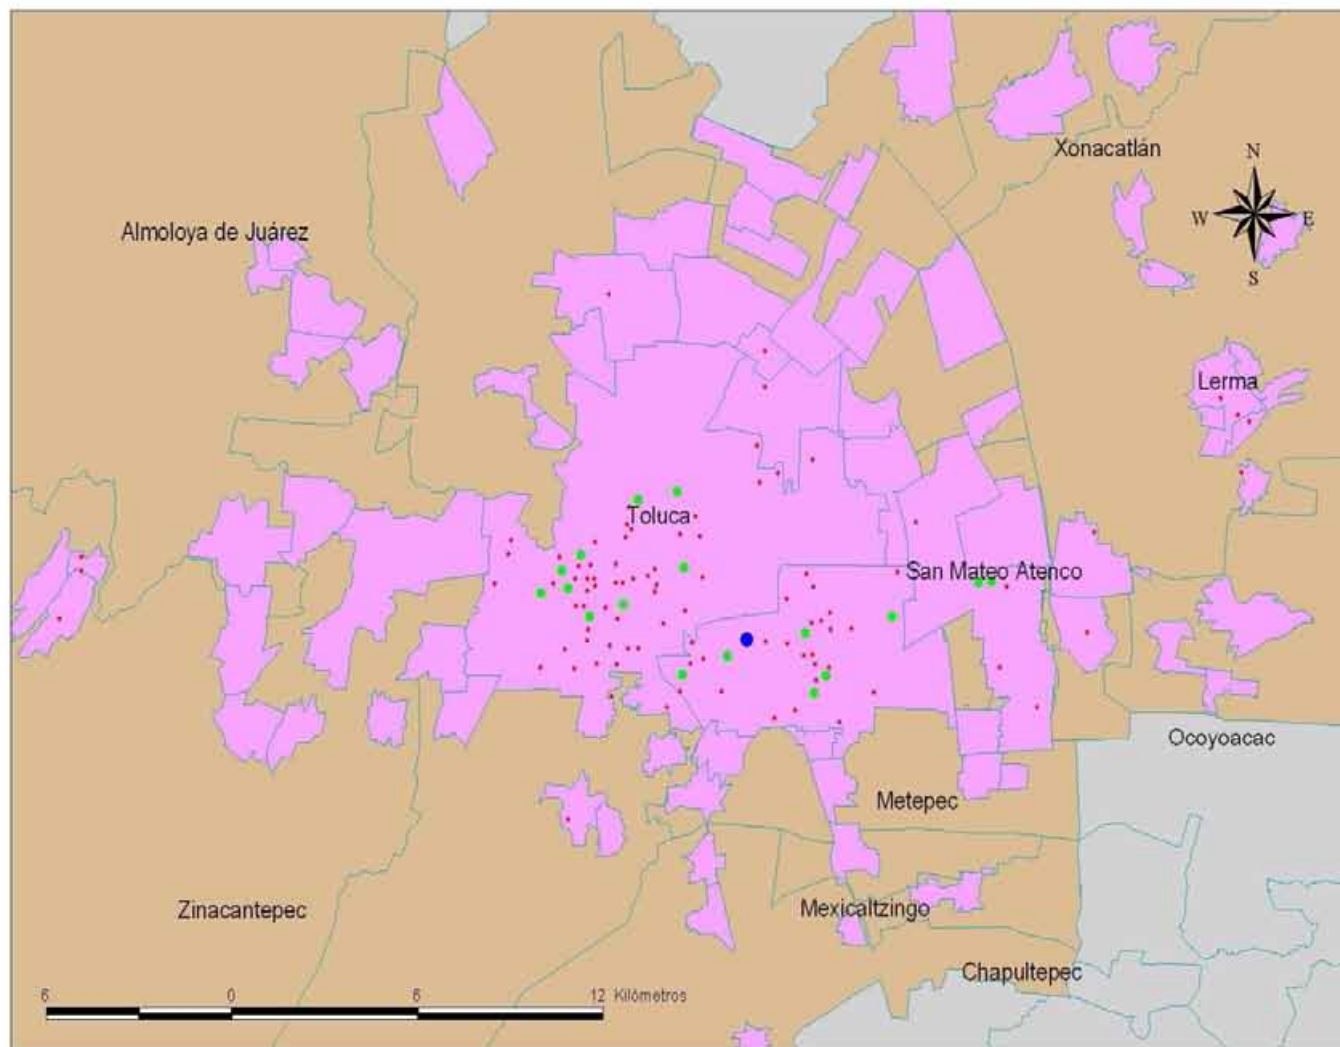 Xonacatlán
N
W E
S
Almoloya de Juárez
Lerma
Toluca
San Mateo Atenco
Ocoyoacac
Metepec
Zinacantepec
Mexicaltzingo
Chapultepec
6 0 6 12 Kilómetros